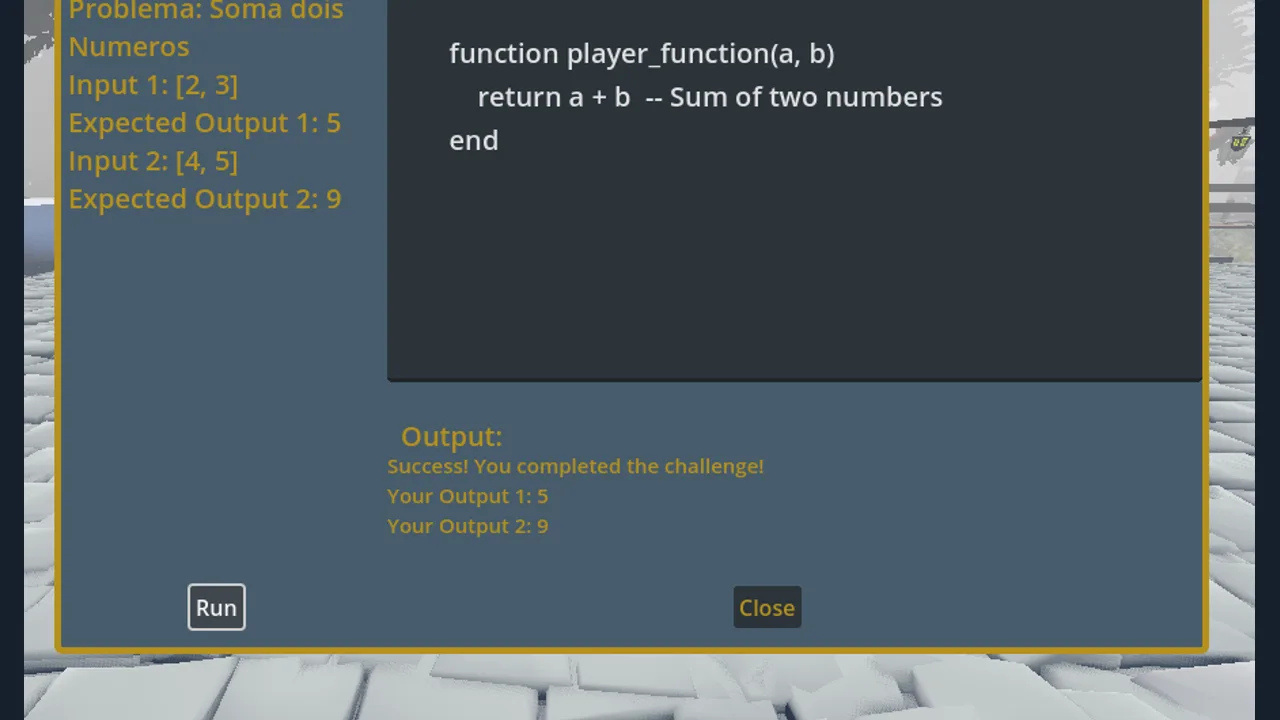 Problema: Soma dois
Numeros
Input 1: [2, 3]
Expected Output 1: 5
Input 2: [4, 5]
Expected Output 2: 9
function player_function(a, b)
return a + b -- Sum of two numbers
end
Output:
Success! You completed the challenge!
Your Output 1: 5
Your Output 2: 9
Run
Close